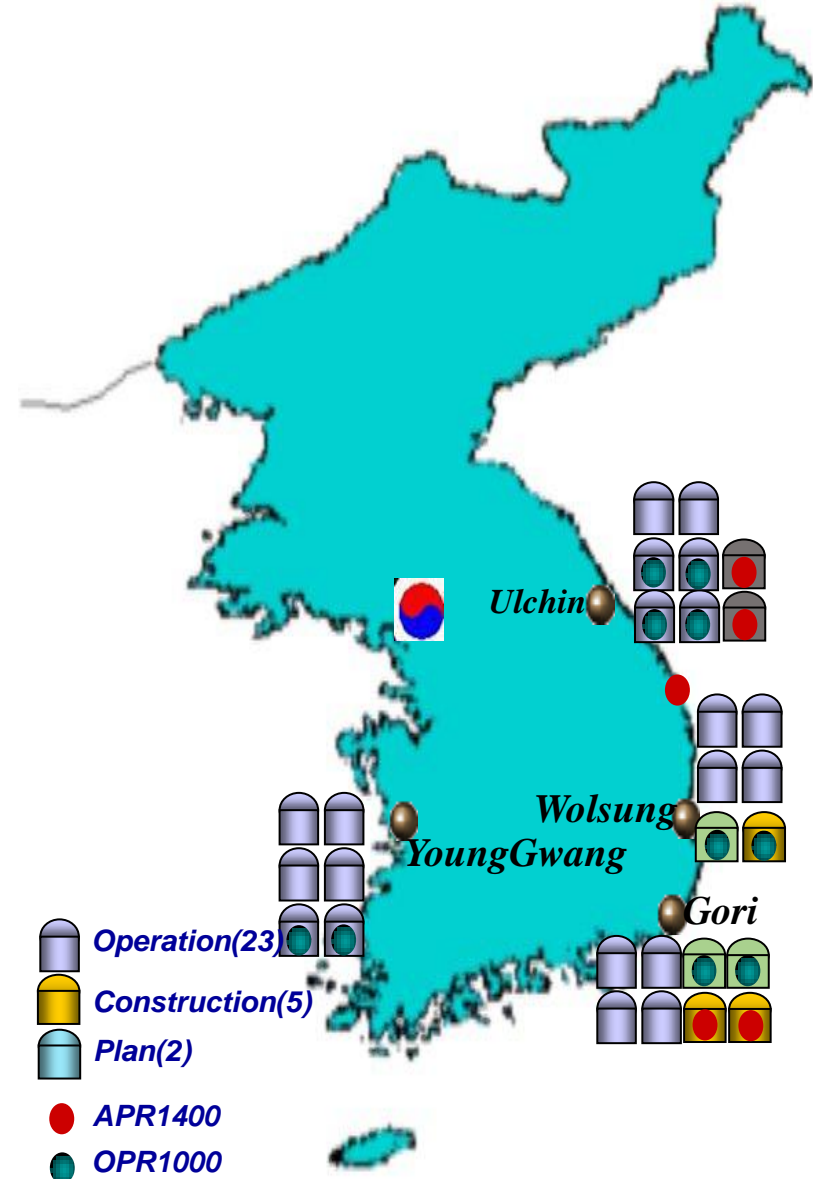 Ulchin
Wolsung
YoungGwang
Gori
Operation(23)
Construction(5)
Plan(2)
APR1400
OPR1000